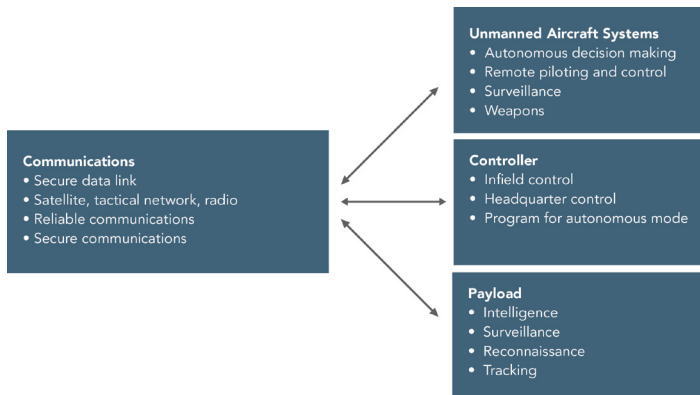 Communications
• Secure data link
• Satellite, tactical network, radio
• Reliable communications
• Secure communications
Unmanned Aircraft Systems
• Autonomous decision making
• Remote piloting and control
• Surveillance
• Weapons
Controller
• Infield control
• Headquarter control
• Program for autonomous mode
Payload
• Intelligence
• Surveillance
• Reconnaissance
• Tracking